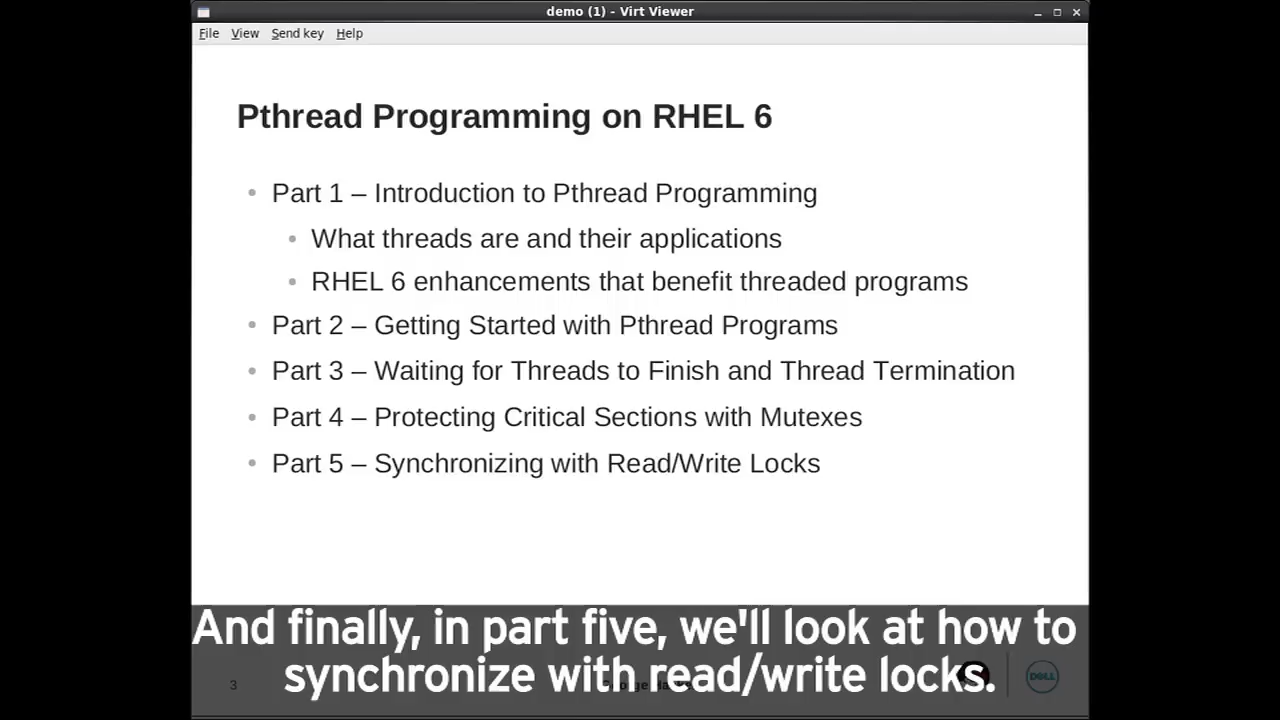 demo (1) - Virt Viewer
File View Send key Help
Pthread Programming on RHEL 6
• Part 1 – Introduction to Pthread Programming
• What threads are and their applications
• RHEL 6 enhancements that benefit threaded programs
• Part 2 – Getting Started with Pthread Programs
• Part 3 – Waiting for Threads to Finish and Thread Termination
• Part 4 – Protecting Critical Sections with Mutexes
• Part 5 – Synchronizing with Read/Write Locks
And finally, in part five, we'll look at how to
synchronize with read/write locks.
3
DELL